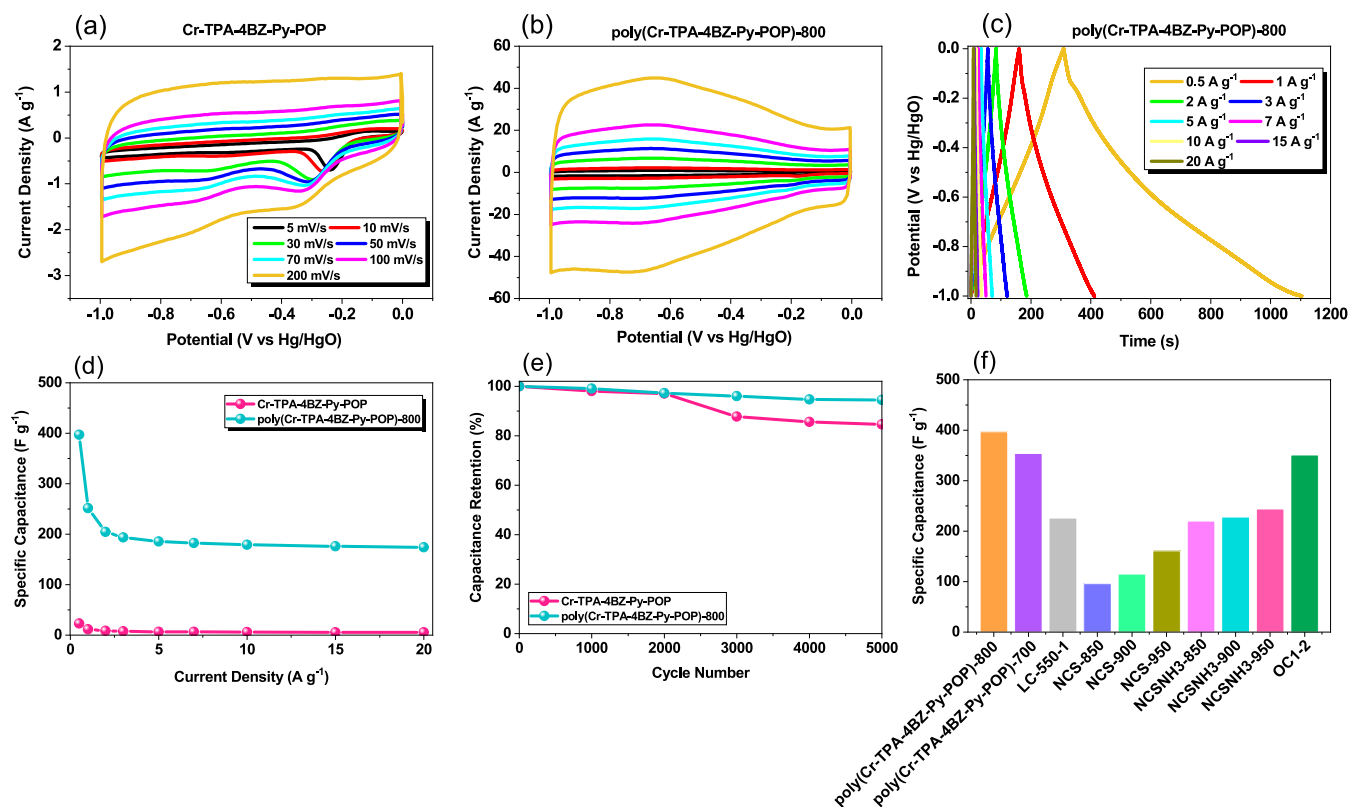 (a)
Cr-TPA-4BZ-Py-POP
2
1
0
-1
-2
-3
Current Density (A g⁻¹)
5 mV/s 10 mV/s
30 mV/s 50 mV/s
70 mV/s 100 mV/s
200 mV/s
-1.0 -0.8 -0.6 -0.4 -0.2 0.0
Potential (V vs Hg/HgO)
(b)
poly(Cr-TPA-4BZ-Py-POP)-800
60
40
20
0
-20
-40
-60
Current Density (A g⁻¹)
-1.0 -0.8 -0.6 -0.4 -0.2 0.0
Potential (V vs Hg/HgO)
(c)
poly(Cr-TPA-4BZ-Py-POP)-800
0.0
-0.2
-0.4
-0.6
-0.8
-1.0
Potential (V vs Hg/HgO)
0.5 A g⁻¹ 1 A g⁻¹
2 A g⁻¹ 3 A g⁻¹
5 A g⁻¹ 7 A g⁻¹
10 A g⁻¹ 15 A g⁻¹
20 A g⁻¹
0 200 400 600 800 1000 1200
Time (s)
(d)
500
400
300
200
100
0
Specific Capacitance (F g⁻¹)
Cr-TPA-4BZ-Py-POP
poly(Cr-TPA-4BZ-Py-POP)-800
0 5 10 15 20
Current Density (A g⁻¹)
(e)
100
80
60
40
20
0
Capacitance Retention (%)
Cr-TPA-4BZ-Py-POP
poly(Cr-TPA-4BZ-Py-POP)-800
0 1000 2000 3000 4000 5000
Cycle Number
(f)
500
400
300
200
100
0
Specific Capacitance (F g⁻¹)
poly(Cr-TPA-4BZ-Py-POP)-800
poly(Cr-TPA-4BZ-Py-POP)-700
LC-550-1
NCS-850
NCS-900
NCS-950
NCSNH3-850
NCSNH3-900
NCSNH3-950
OC1-2